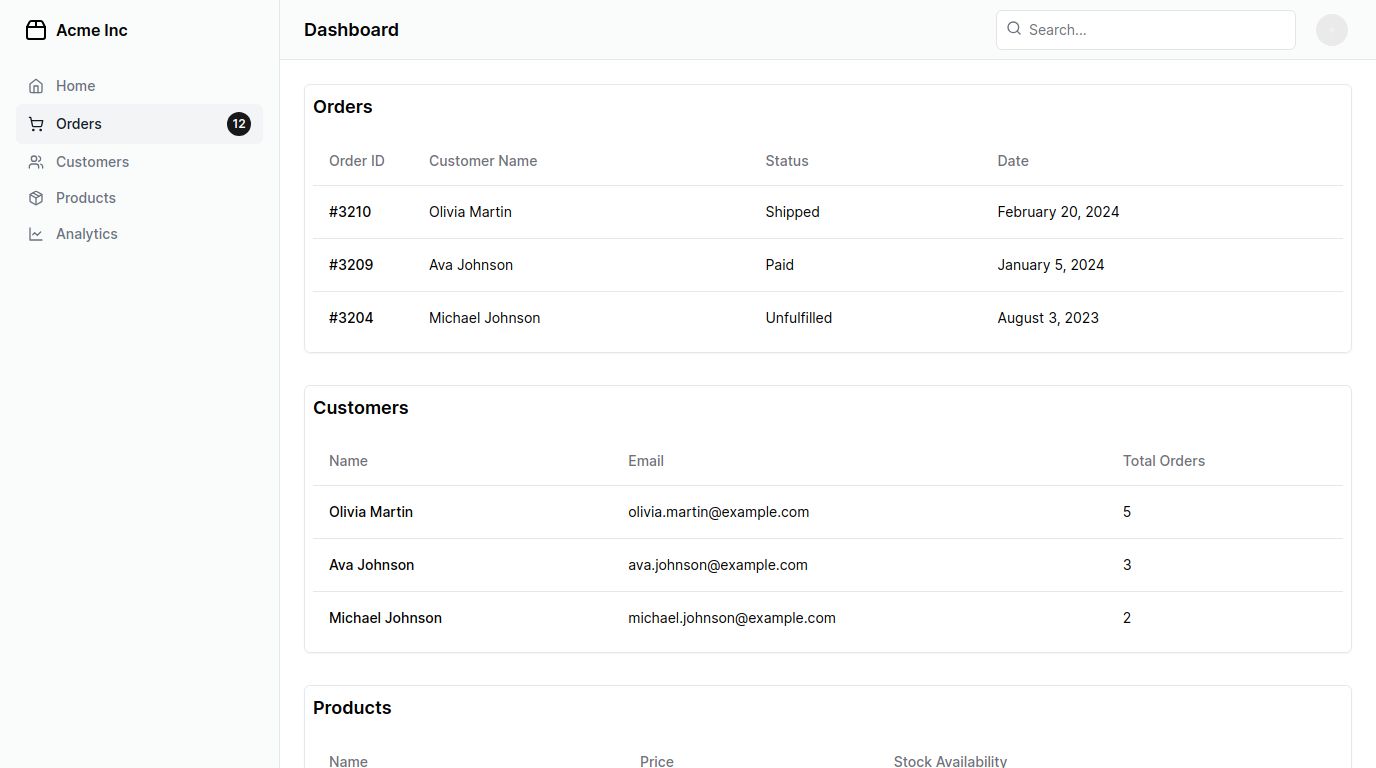 Acme Inc
Home
Orders 12
Customers
Products
Analytics
Dashboard
Search...
Orders
Order ID Customer Name Status Date
#3210 Olivia Martin Shipped February 20, 2024
#3209 Ava Johnson Paid January 5, 2024
#3204 Michael Johnson Unfulfilled August 3, 2023
Customers
Name Email Total Orders
Olivia Martin olivia.martin@example.com 5
Ava Johnson ava.johnson@example.com 3
Michael Johnson michael.johnson@example.com 2
Products
Name Price Stock Availability